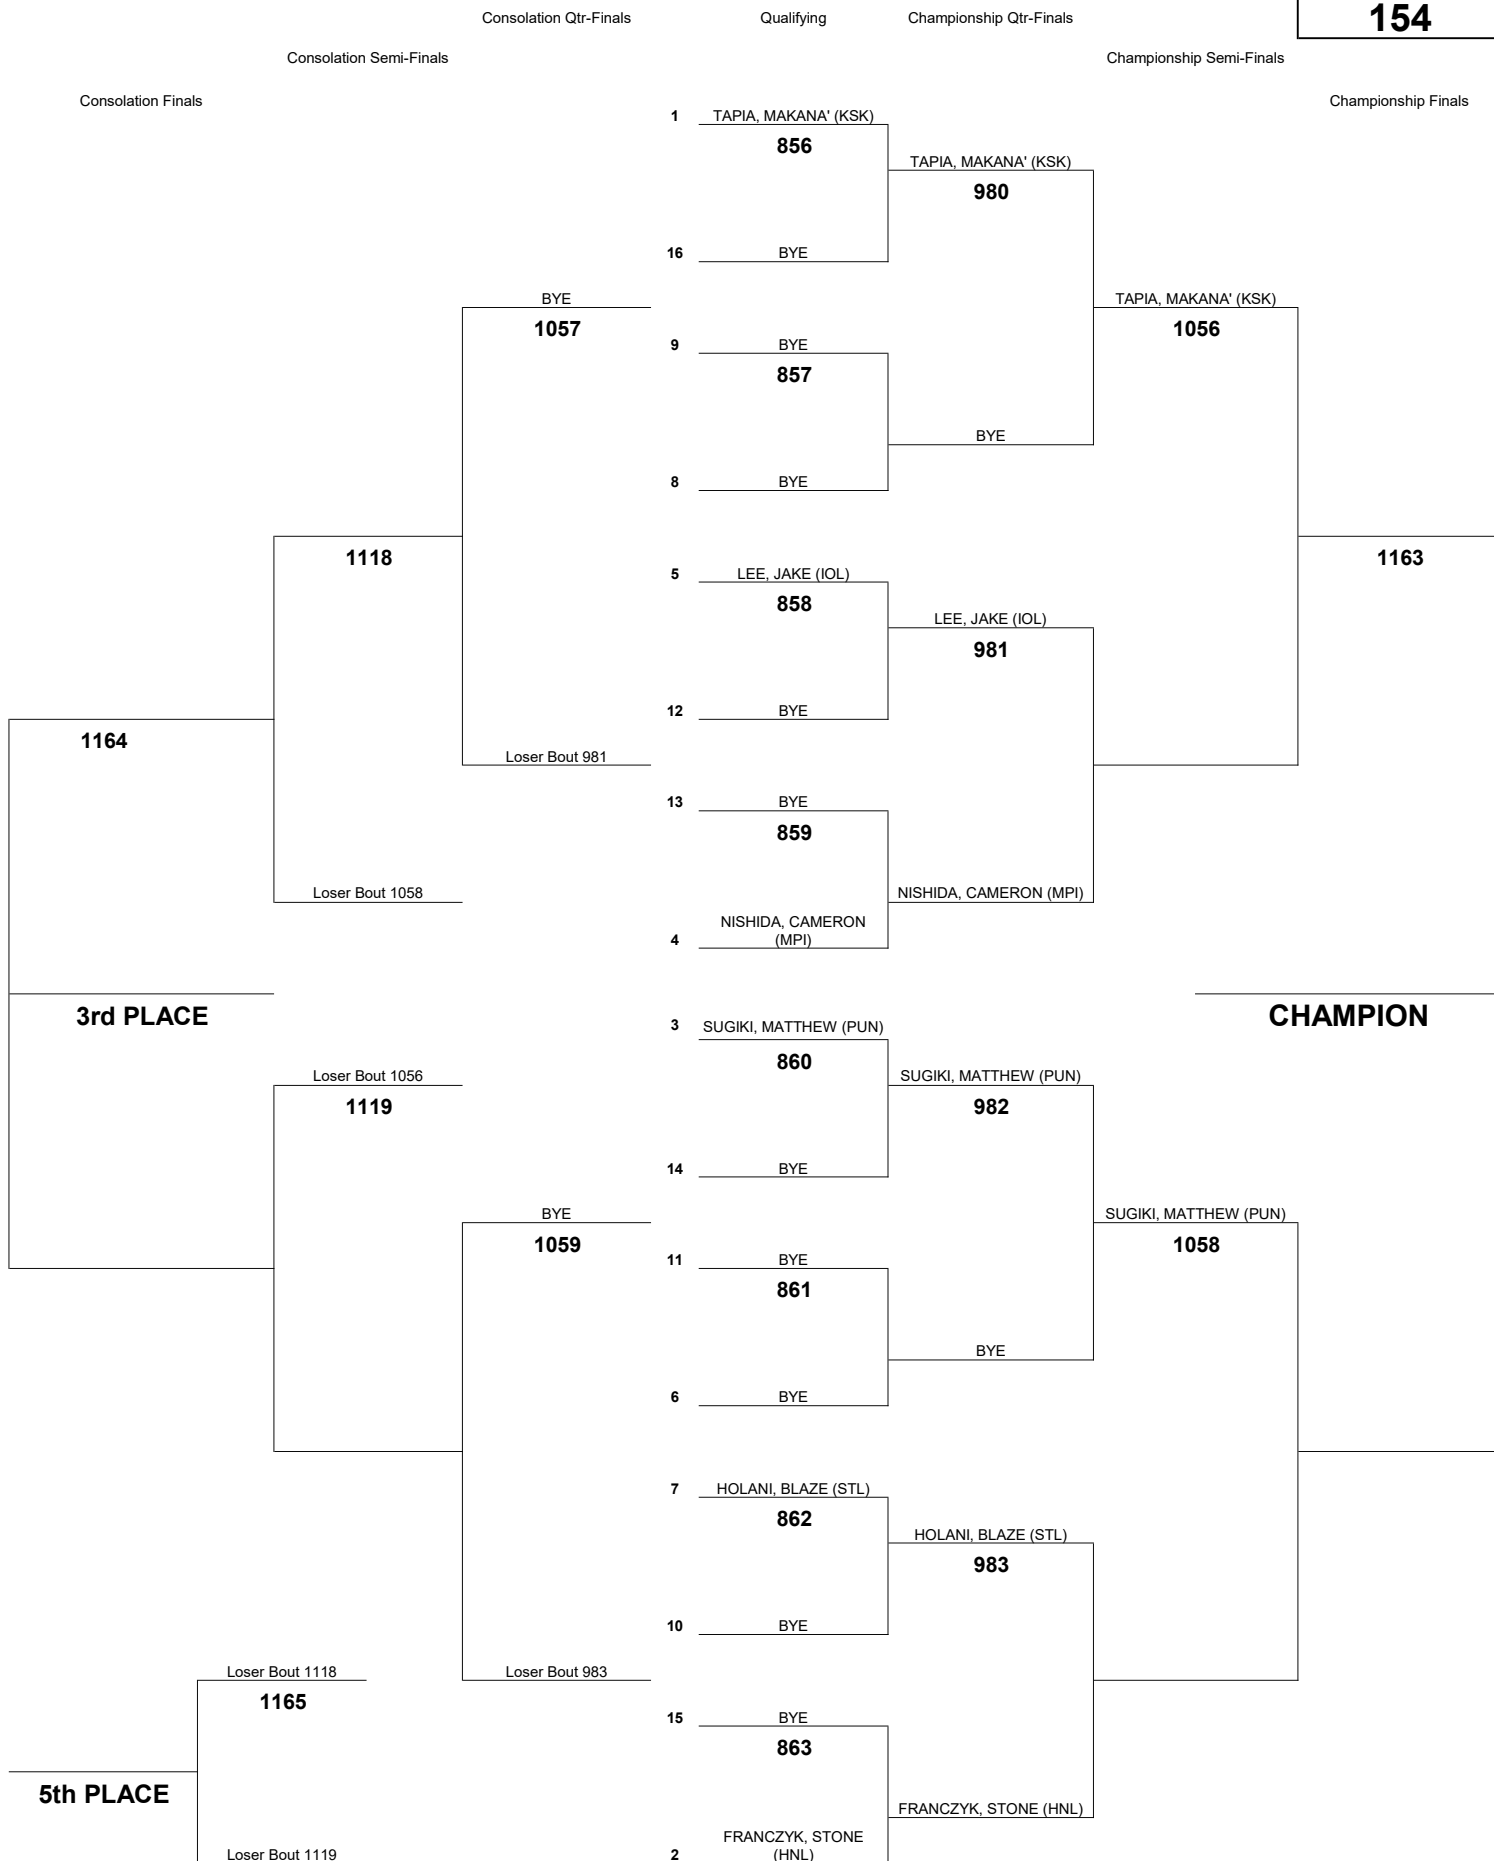 Consolation Qtr-Finals Qualifying Championship Qtr-Finals 154
Consolation Semi-Finals Championship Semi-Finals
Consolation Finals Championship Finals
1 TAPIA, MAKANA' (KSK)
856
TAPIA, MAKANA' (KSK)
980
16 BYE
BYE TAPIA, MAKANA' (KSK)
1057 1056
9 BYE
857
BYE
8 BYE
1118 1163
5 LEE, JAKE (IOL)
858
LEE, JAKE (IOL)
981
12 BYE
1164
Loser Bout 981
13 BYE
859
Loser Bout 1058 NISHIDA, CAMERON (MPI)
NISHIDA, CAMERON
4 (MPI)
3rd PLACE CHAMPION
3 SUGIKI, MATTHEW (PUN)
860
Loser Bout 1056 SUGIKI, MATTHEW (PUN)
1119 982
14 BYE
BYE SUGIKI, MATTHEW (PUN)
1059 1058
11 BYE
861
BYE
6 BYE
7 HOLANI, BLAZE (STL)
862
HOLANI, BLAZE (STL)
983
10 BYE
Loser Bout 1118 Loser Bout 983
1165
15 BYE
863
5th PLACE
FRANCZYK, STONE (HNL)
FRANCZYK, STONE
Loser Bout 1119 2 (HNL)